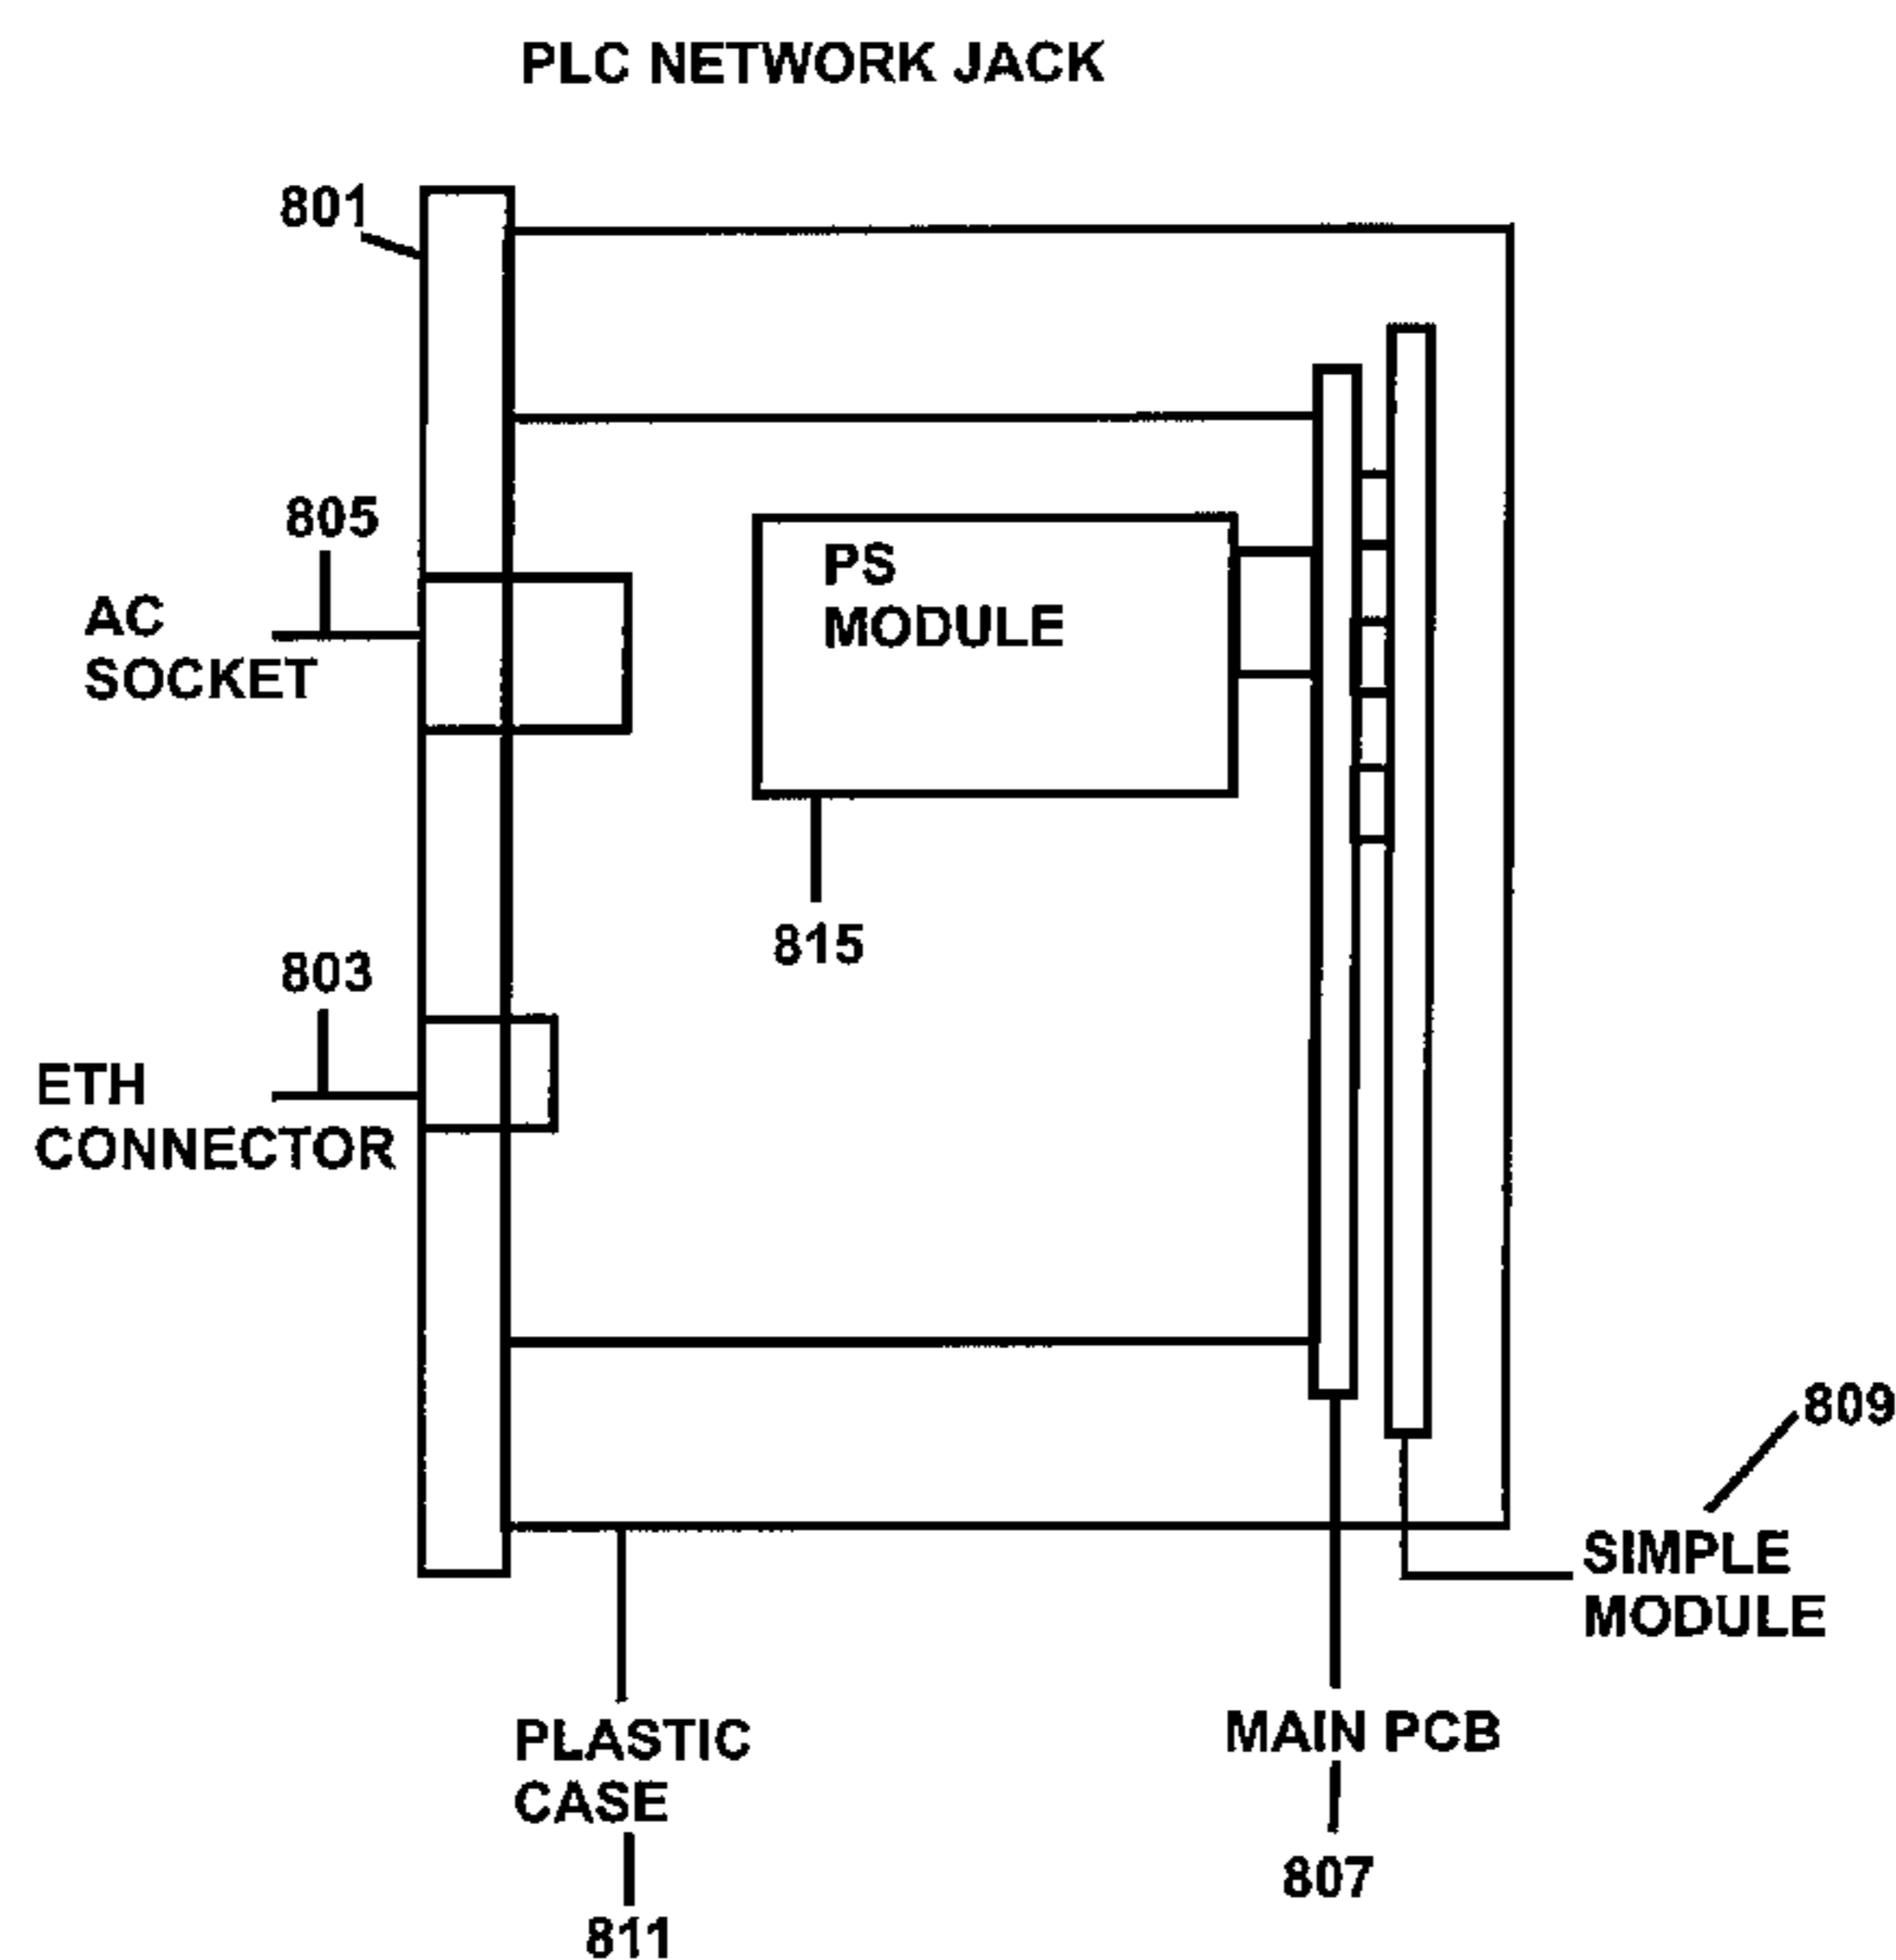 PLC NETWORK JACK
801
805
AC
SOCKET
PS
MODULE
815
803
ETH
CONNECTOR
809
SIMPLE
MODULE
PLASTIC
CASE
811
MAIN PCB
807